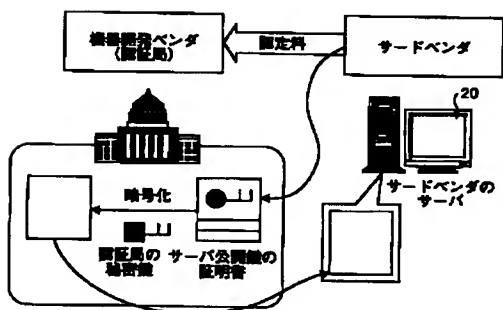 機器開発ベンダ
(認証局)
認定料
サードベンダ
20
サードベンダの
サーバ
暗号化
認証局の
秘密鍵
サーバ公開鍵の
証明書